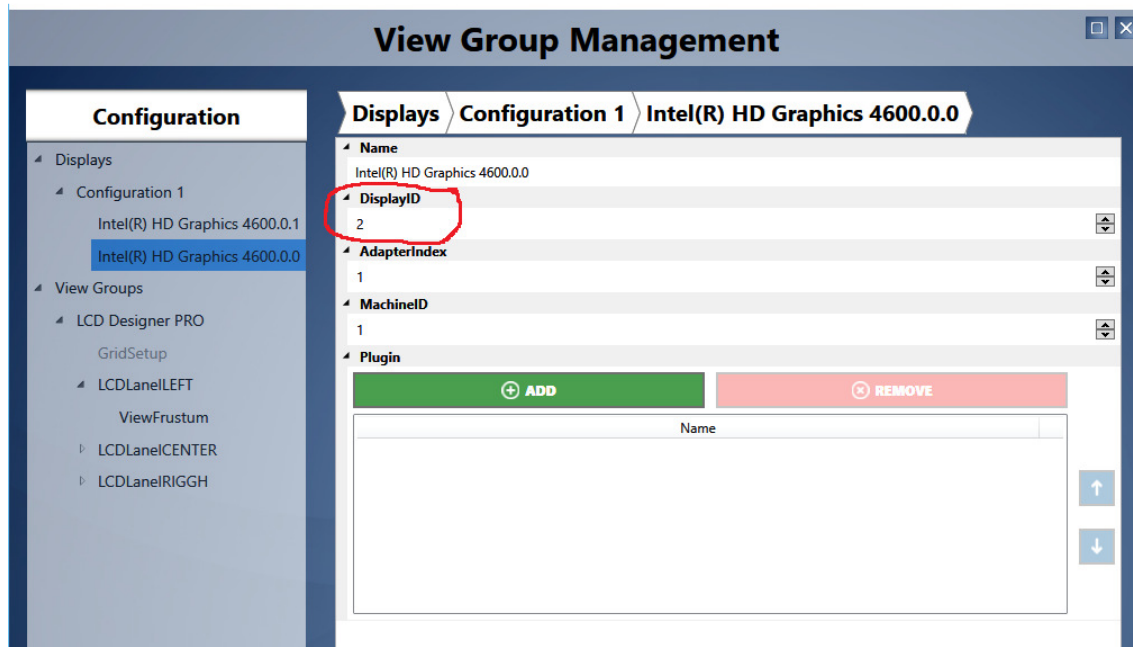 View Group Management
Configuration
Displays
Configuration 1
Intel(R) HD Graphics 4600.0.1
Intel(R) HD Graphics 4600.0.0
View Groups
LCD Designer PRO
GridSetup
LCDLanelLEFT
ViewFrustum
LCDLanelCENTER
LCDLanelRIGGH
Displays Configuration 1 Intel(R) HD Graphics 4600.0.0
Name
Intel(R) HD Graphics 4600.0.0
DisplayID
2
AdapterIndex
1
MachineID
1
Plugin
ADD REMOVE
Name